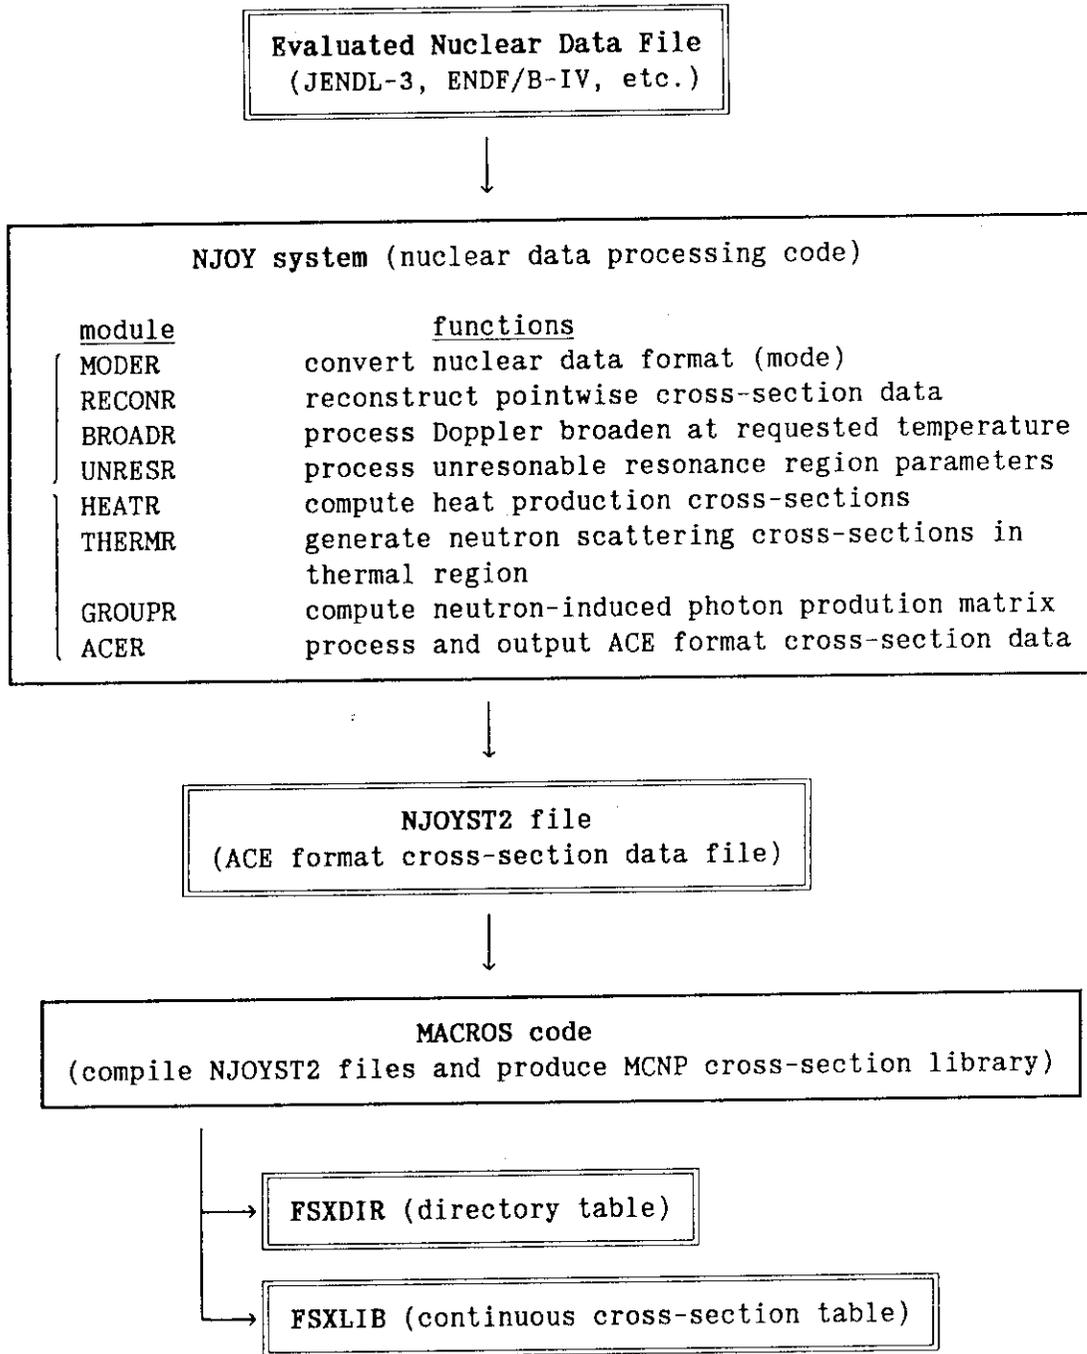 Evaluated Nuclear Data File
(JENDL-3, ENDF/B-IV, etc.)
NJOY system (nuclear data processing code)
module functions
MODER convert nuclear data format (mode)
RECONR reconstruct pointwise cross-section data
BROADR process Doppler broaden at requested temperature
UNRESR process unresonable resonance region parameters
HEATR compute heat production cross-sections
THERMR generate neutron scattering cross-sections in
thermal region
GROUPR compute neutron-induced photon prodution matrix
ACER process and output ACE format cross-section data
NJOYST2 file
(ACE format cross-section data file)
MACROS code
(compile NJOYST2 files and produce MCNP cross-section library)
FSXDIR (directory table)
FSXLIB (continuous cross-section table)